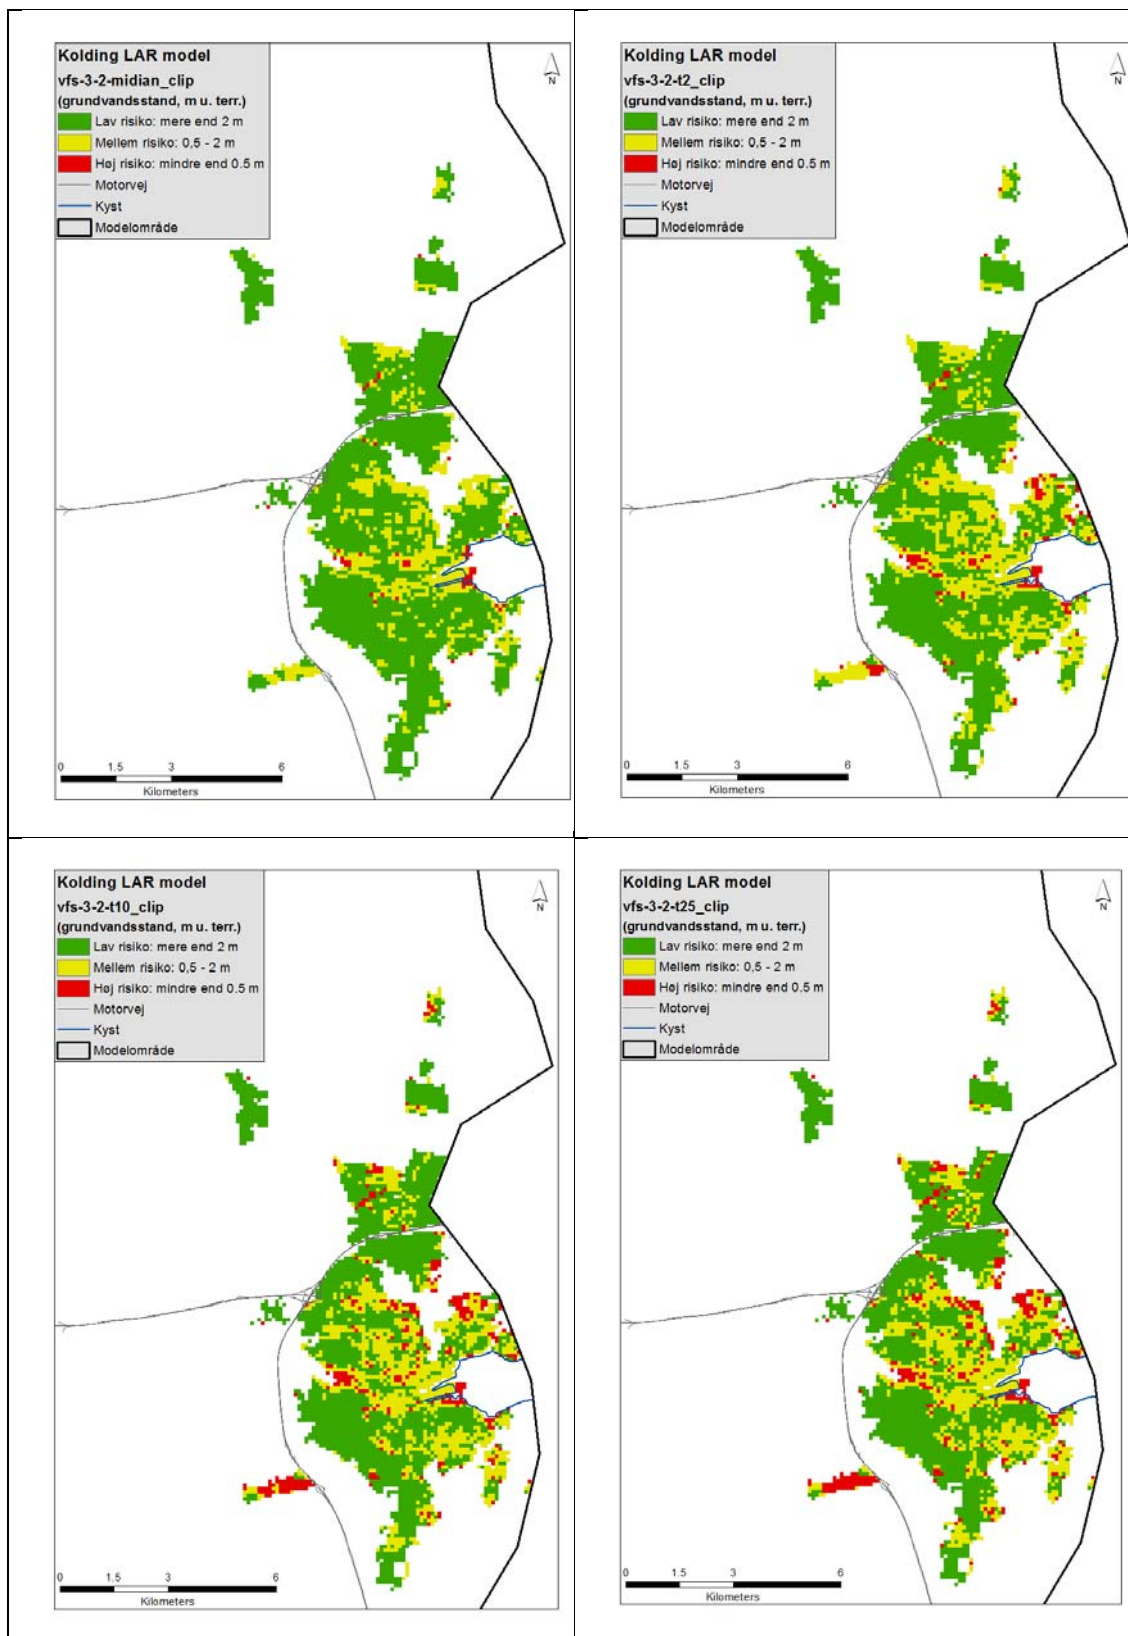 Kolding LAR model
vfs-3-2-midian_clip
(grundvandsstand, m u. terr.)
Lav risiko: mere end 2 m
Mellem risiko: 0,5 - 2 m
Høj risiko: mindre end 0.5 m
Motorvej
Kyst
Modelområde
N
0 1.5 3 6
Kilometers
Kolding LAR model
vfs-3-2-t2_clip
(grundvandsstand, m u. terr.)
Lav risiko: mere end 2 m
Mellem risiko: 0,5 - 2 m
Høj risiko: mindre end 0.5 m
Motorvej
Kyst
Modelområde
N
0 1.5 3 6
Kilometers
Kolding LAR model
vfs-3-2-t10_clip
(grundvandsstand, m u. terr.)
Lav risiko: mere end 2 m
Mellem risiko: 0,5 - 2 m
Høj risiko: mindre end 0.5 m
Motorvej
Kyst
Modelområde
N
0 1.5 3 6
Kilometers
Kolding LAR model
vfs-3-2-t25_clip
(grundvandsstand, m u. terr.)
Lav risiko: mere end 2 m
Mellem risiko: 0,5 - 2 m
Høj risiko: mindre end 0.5 m
Motorvej
Kyst
Modelområde
N
0 1.5 3 6
Kilometers